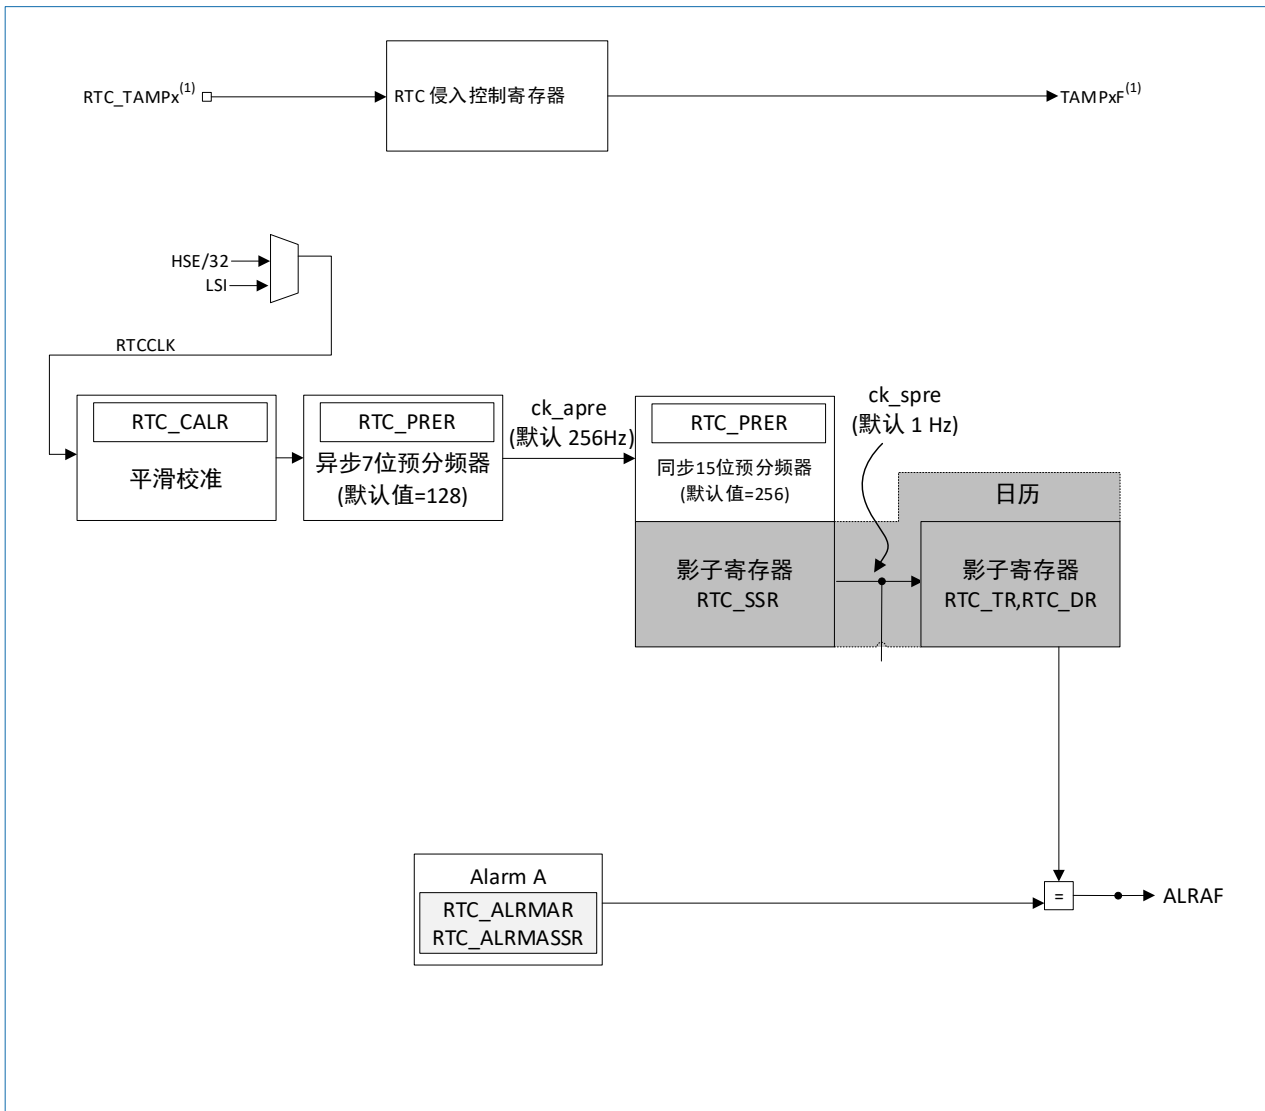 RTC_TAMPx(1)
RTC 侵入控制寄存器
TAMPxF(1)
HSE/32
LSI
RTCCLK
RTC_CALR
平滑校准
RTC_PRER
异步7位预分频器
(默认值=128)
ck_apre
(默认 256Hz)
RTC_PRER
同步15位预分频器
(默认值=256)
ck_spre
(默认 1 Hz)
日历
影子寄存器
RTC_SSR
影子寄存器
RTC_TR,RTC_DR
Alarm A
RTC_ALRMAR
RTC_ALRMASSR
=
ALRAF